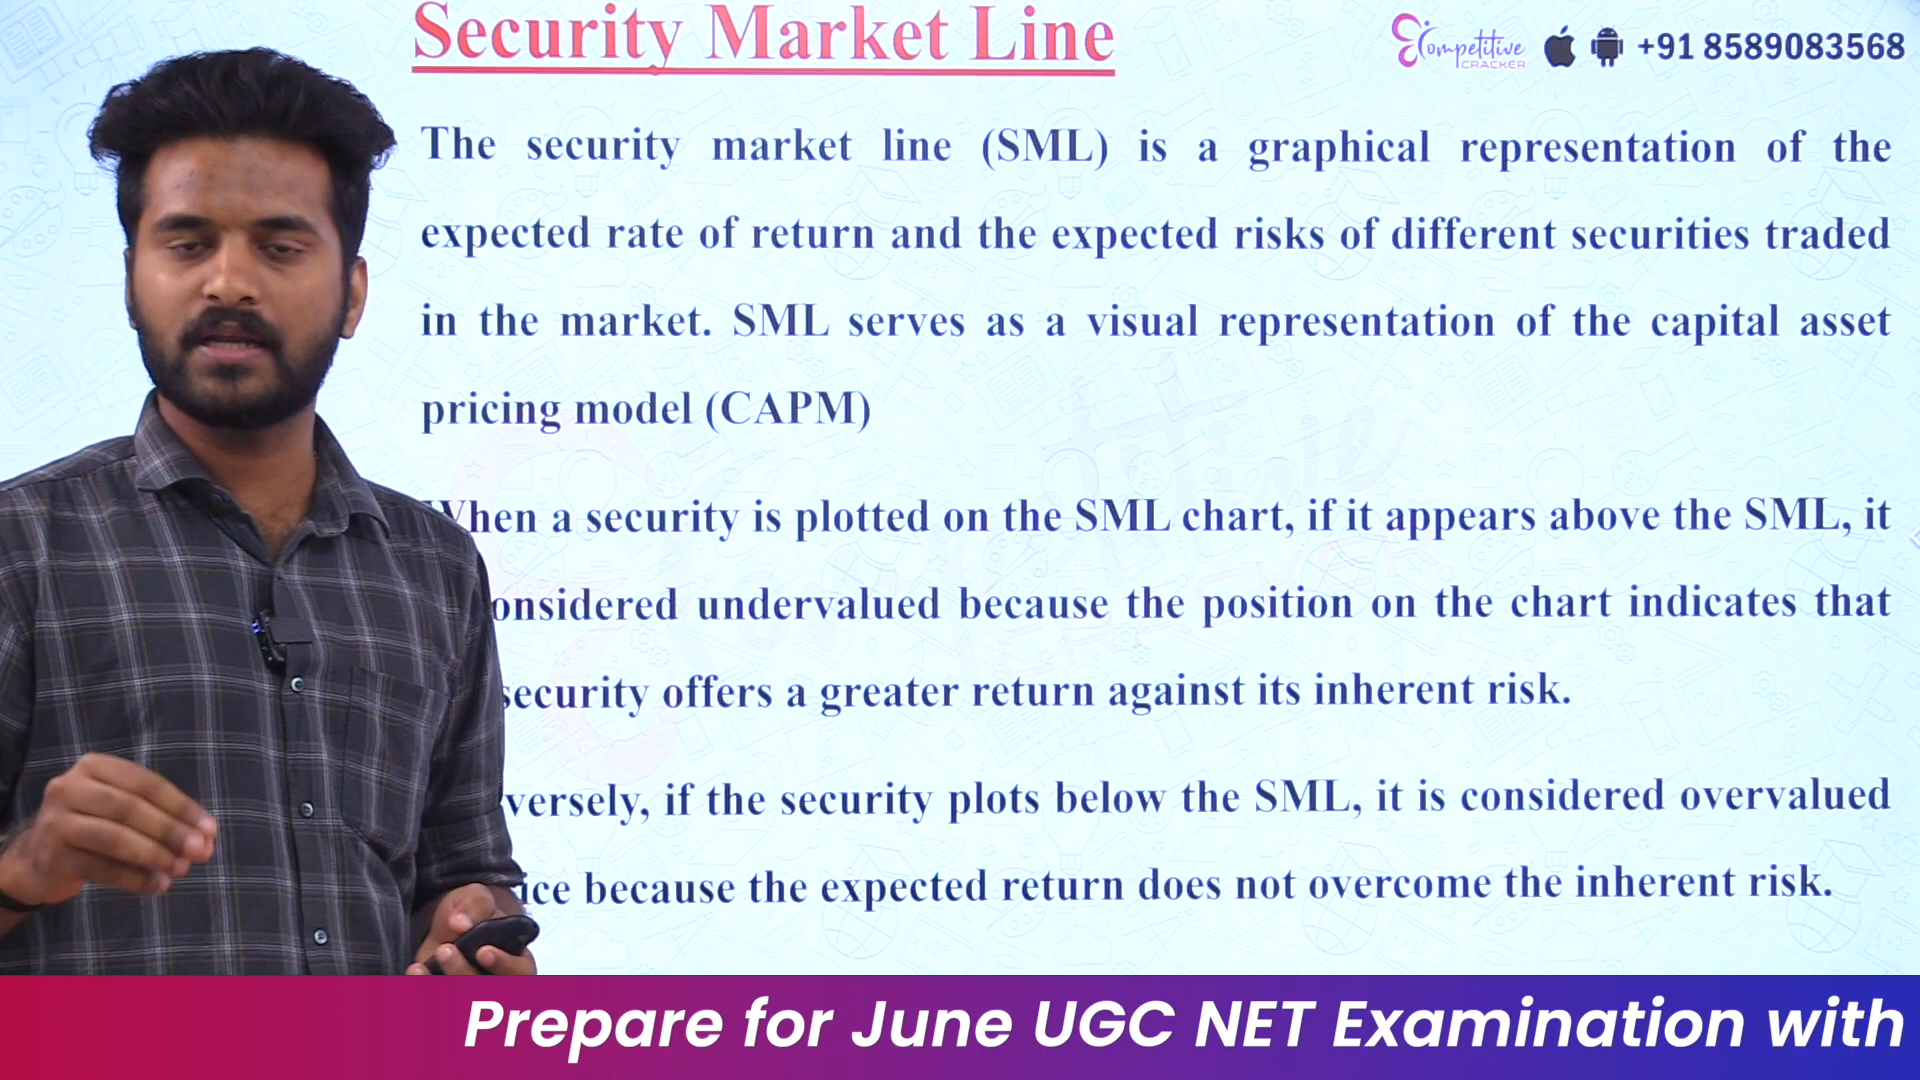 Security Market Line
Competitive
CRACKER
+91 8589083568
The security market line (SML) is a graphical representation of the
expected rate of return and the expected risks of different securities traded
in the market. SML serves as a visual representation of the capital asset
pricing model (CAPM)
When a security is plotted on the SML chart, if it appears above the SML, it
onsidered undervalued because the position on the chart indicates that
security offers a greater return against its inherent risk.
versely, if the security plots below the SML, it is considered overvalued
ice because the expected return does not overcome the inherent risk.
Prepare for June UGC NET Examination with